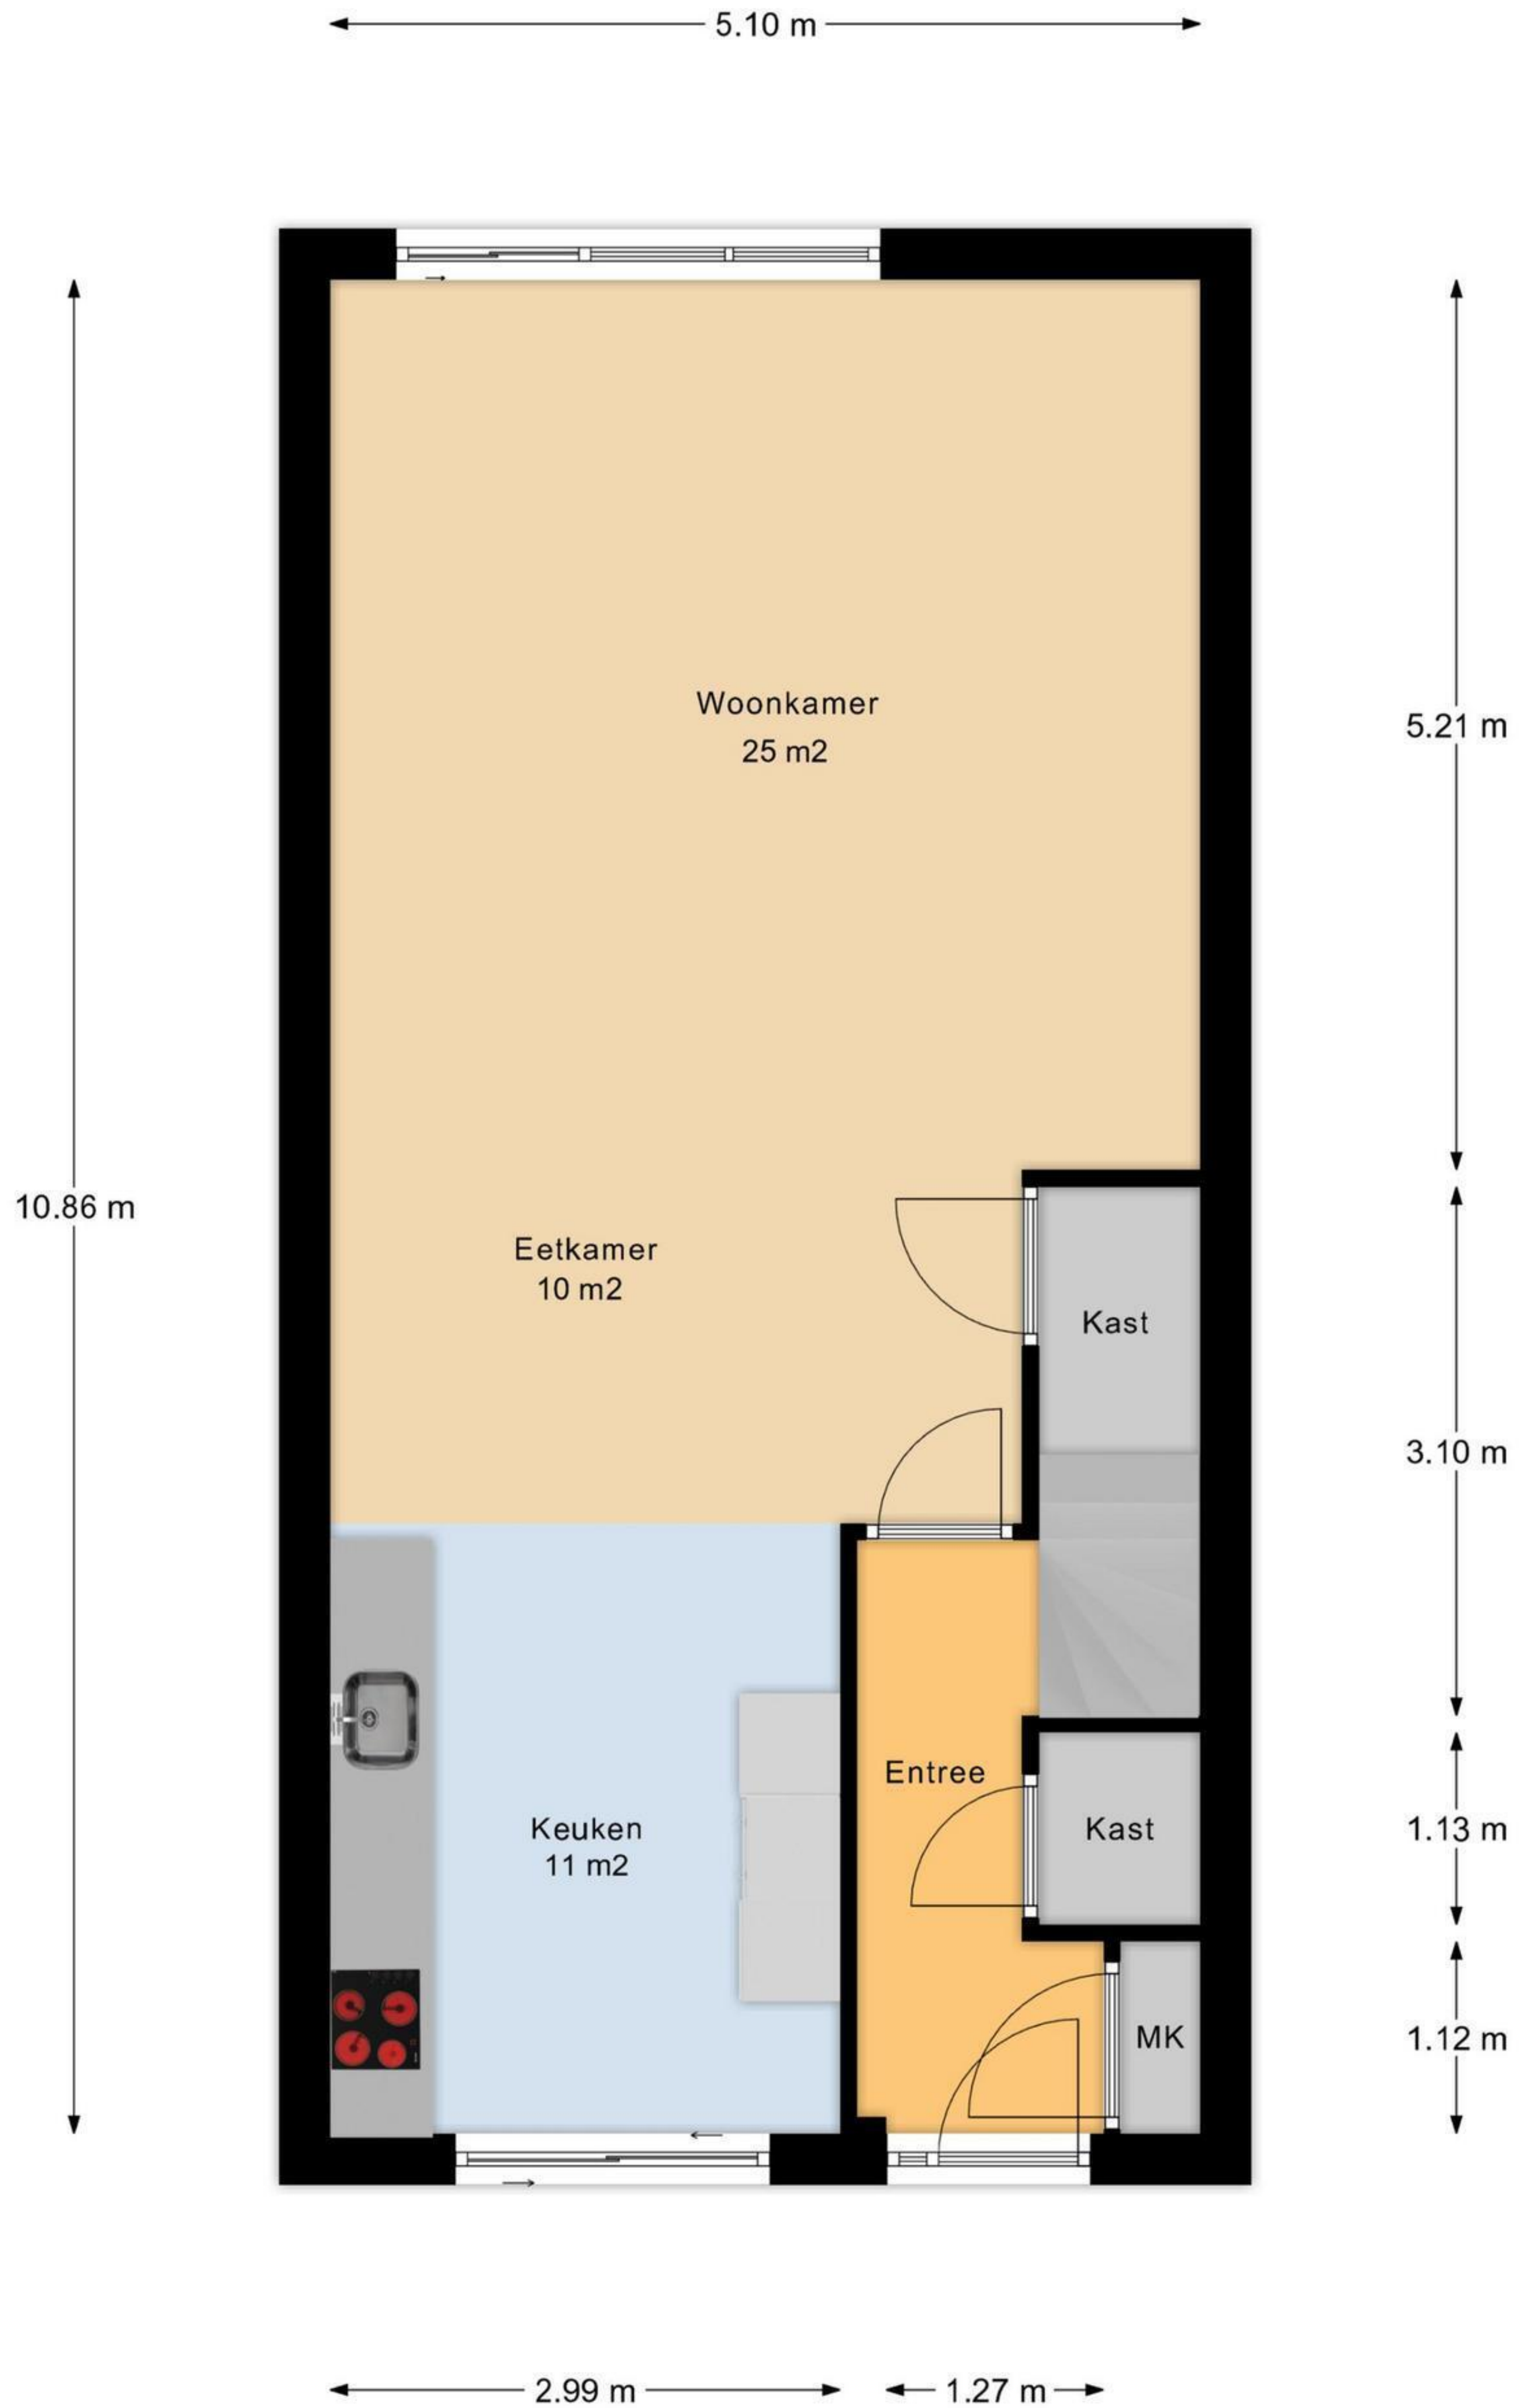 5.10 m
Woonkamer
25 m2
5.21 m
10.86 m
Eetkamer
10 m2
Kast
3.10 m
Entree
Keuken
11 m2
Kast
1.13 m
MK
1.12 m
2.99 m
1.27 m